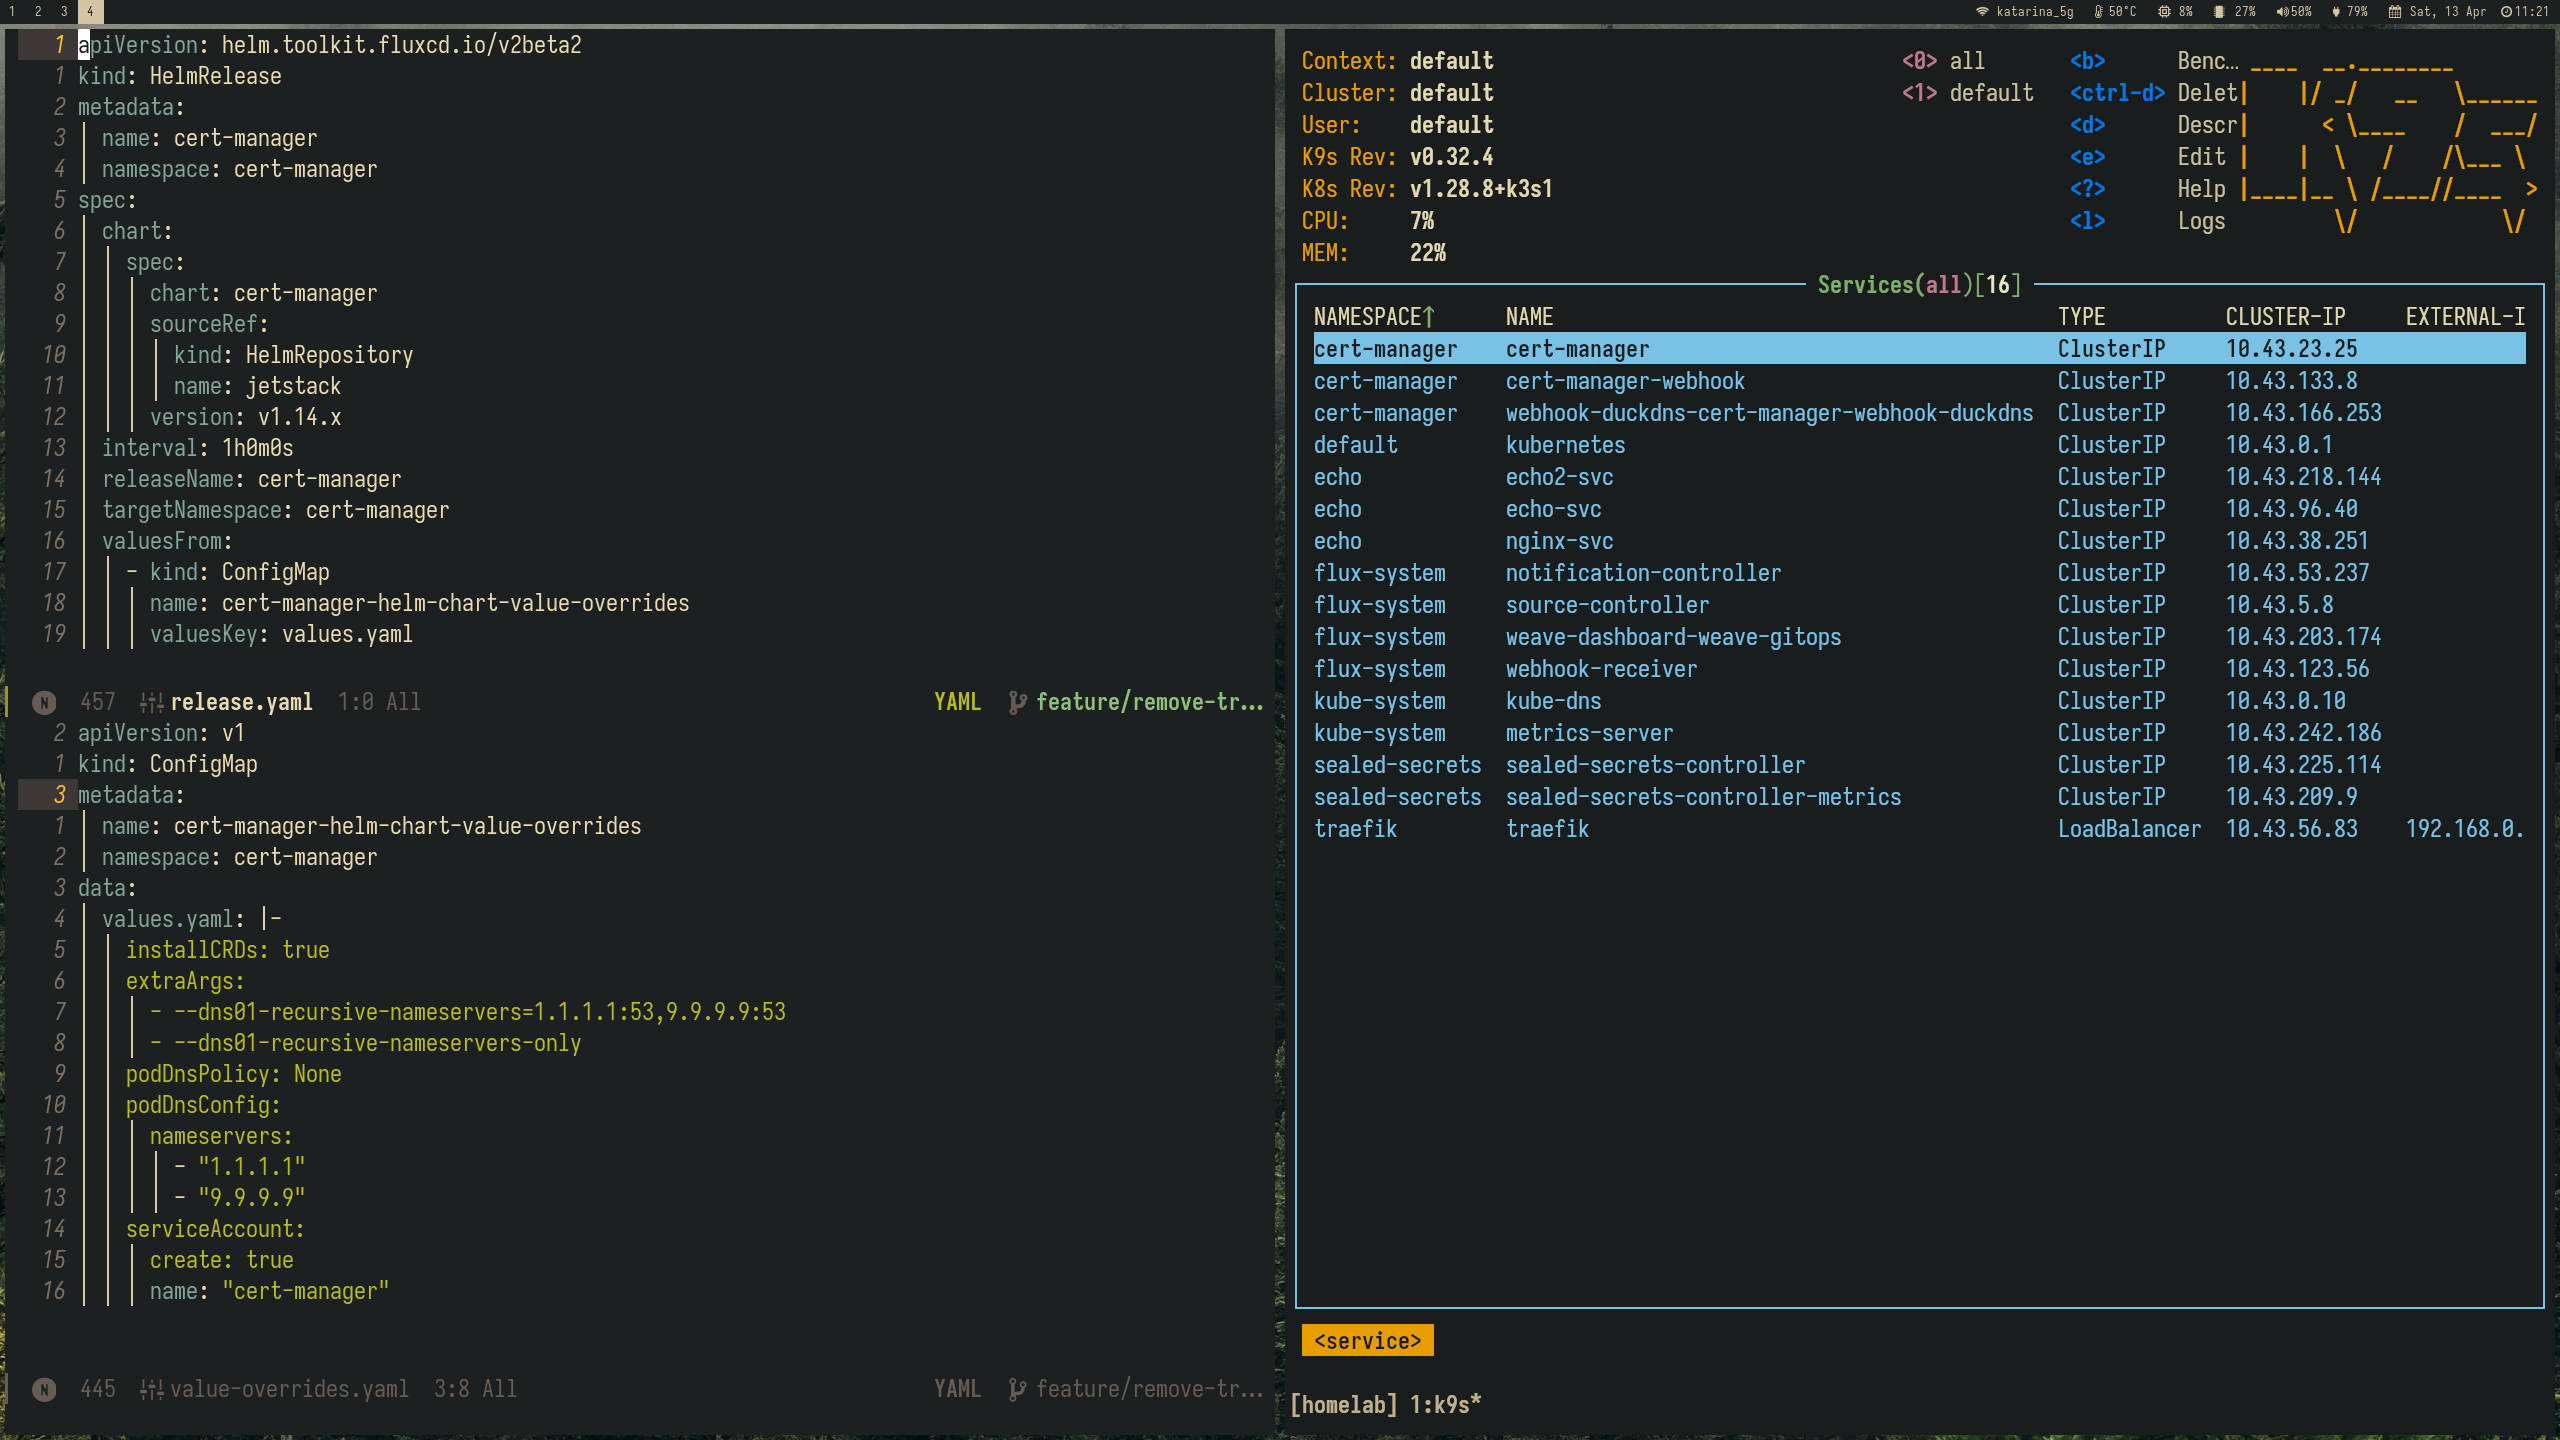 1 2 3 4
katarina_5g 50°C 8% 27% 50% 79% Sat, 13 Apr 11:21
1 apiVersion: helm.toolkit.fluxcd.io/v2beta2
1 kind: HelmRelease
2 metadata:
3 name: cert-manager
4 namespace: cert-manager
5 spec:
6 chart:
7 spec:
8 chart: cert-manager
9 sourceRef:
10 kind: HelmRepository
11 name: jetstack
12 version: v1.14.x
13 interval: 1h0m0s
14 releaseName: cert-manager
15 targetNamespace: cert-manager
16 valuesFrom:
17 - kind: ConfigMap
18 name: cert-manager-helm-chart-value-overrides
19 valuesKey: values.yaml
N 457 release.yaml 1:0 All YAML feature/remove-tr...
2 apiVersion: v1
1 kind: ConfigMap
3 metadata:
1 name: cert-manager-helm-chart-value-overrides
2 namespace: cert-manager
3 data:
4 values.yaml: |-
5 installCRDs: true
6 extraArgs:
7 - --dns01-recursive-nameservers=1.1.1.1:53,9.9.9.9:53
8 - --dns01-recursive-nameservers-only
9 podDnsPolicy: None
10 podDnsConfig:
11 nameservers:
12 - "1.1.1.1"
13 - "9.9.9.9"
14 serviceAccount:
15 create: true
16 name: "cert-manager"
N 445 value-overrides.yaml 3:8 All YAML feature/remove-tr...
Context: default <0> all <b> Benc…
Cluster: default <1> default <ctrl-d> Delet
User: default <d> Descr
K9s Rev: v0.32.4 <e> Edit
K8s Rev: v1.28.8+k3s1 <?> Help
CPU: 7% <l> Logs
MEM: 22%
Services(all)[16]
NAMESPACE↑ NAME TYPE CLUSTER-IP EXTERNAL-I
cert-manager cert-manager ClusterIP 10.43.23.25
cert-manager cert-manager-webhook ClusterIP 10.43.133.8
cert-manager webhook-duckdns-cert-manager-webhook-duckdns ClusterIP 10.43.166.253
default kubernetes ClusterIP 10.43.0.1
echo echo2-svc ClusterIP 10.43.218.144
echo echo-svc ClusterIP 10.43.96.40
echo nginx-svc ClusterIP 10.43.38.251
flux-system notification-controller ClusterIP 10.43.53.237
flux-system source-controller ClusterIP 10.43.5.8
flux-system weave-dashboard-weave-gitops ClusterIP 10.43.203.174
flux-system webhook-receiver ClusterIP 10.43.123.56
kube-system kube-dns ClusterIP 10.43.0.10
kube-system metrics-server ClusterIP 10.43.242.186
sealed-secrets sealed-secrets-controller ClusterIP 10.43.225.114
sealed-secrets sealed-secrets-controller-metrics ClusterIP 10.43.209.9
traefik traefik LoadBalancer 10.43.56.83 192.168.0.
<service>
[homelab] 1:k9s*